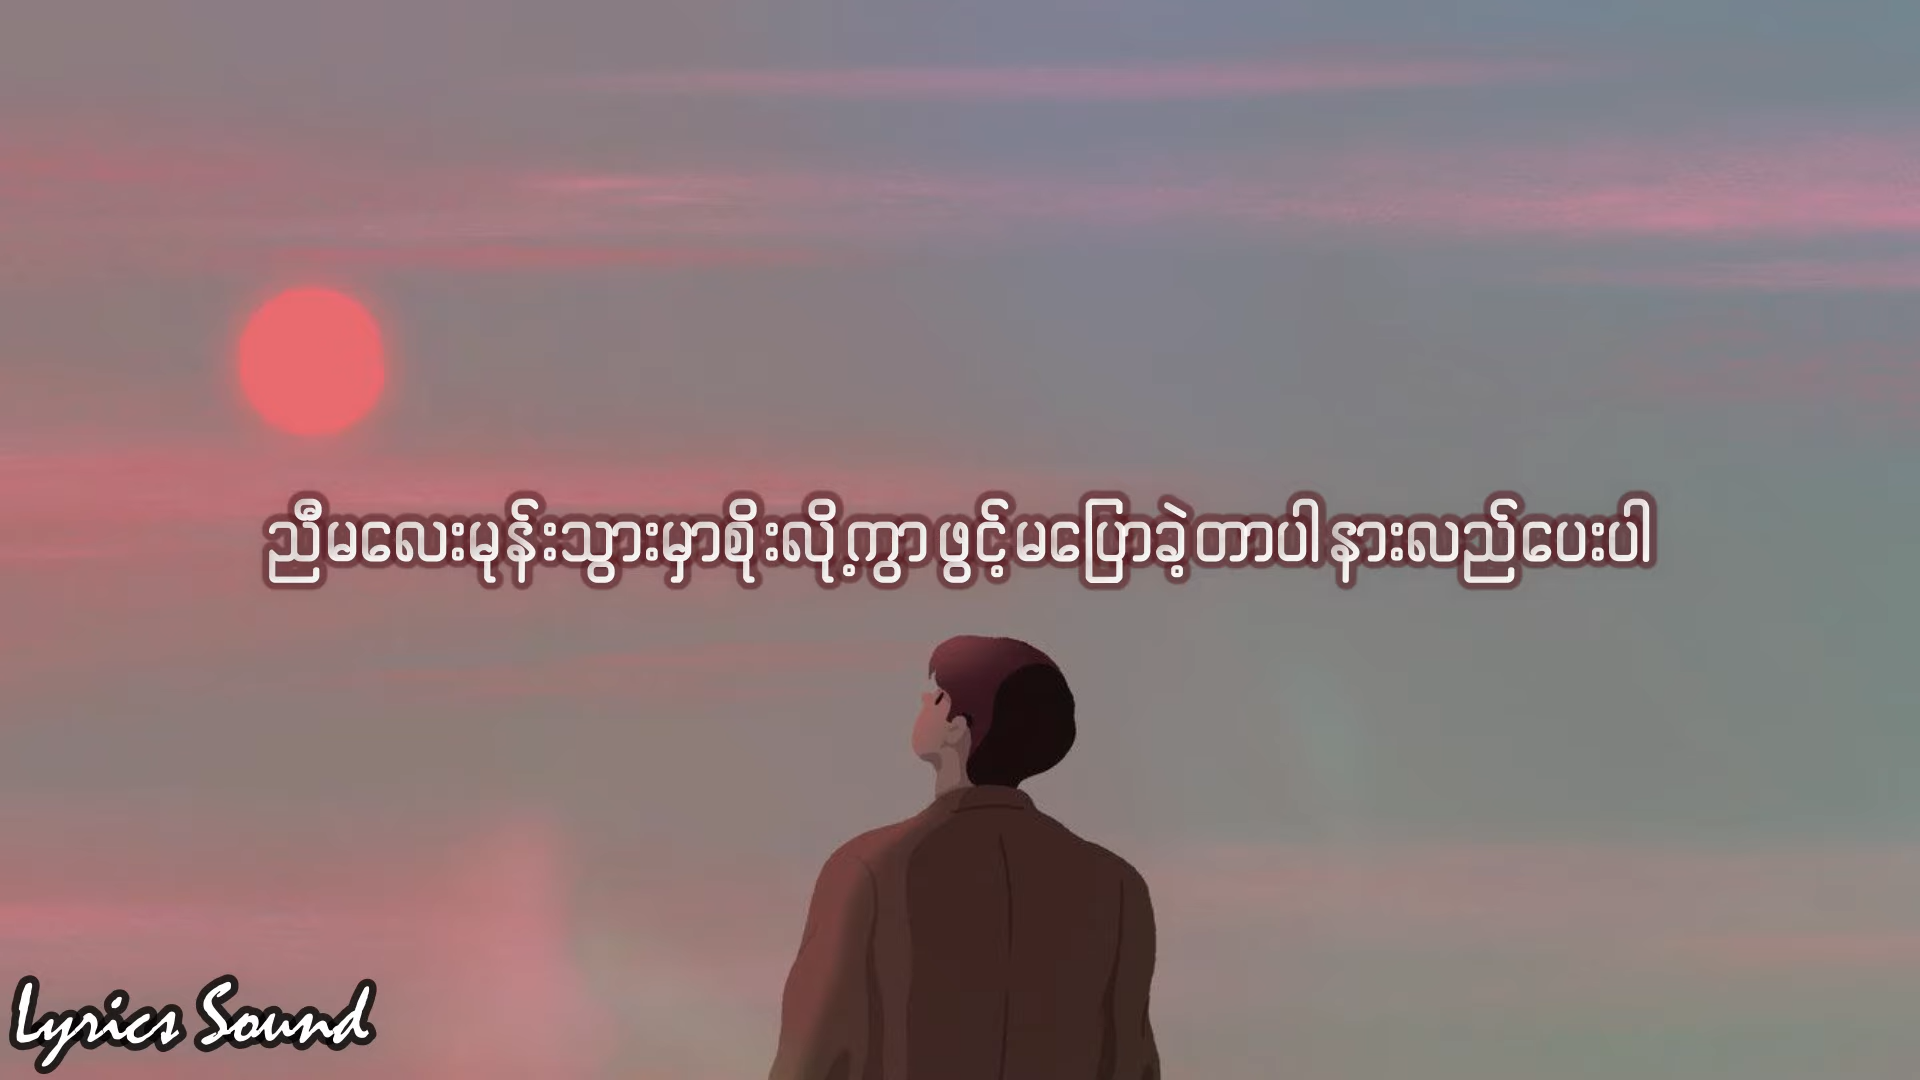 ညီမလေးမုန်းသွားမှာစိုးလို့ကွာ ဖွင့်မပြောခဲ့တာပါ နားလည်ပေးပါ
Lyrics Sound